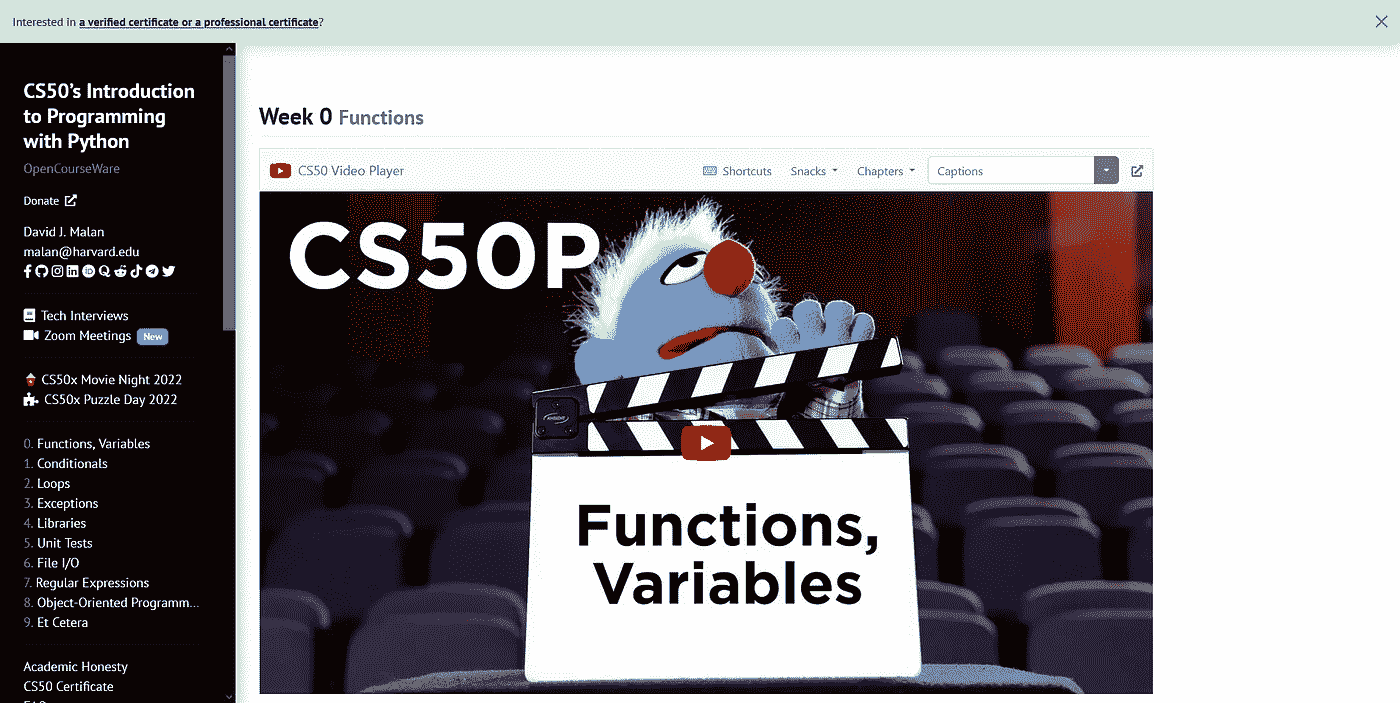 Interested in a verified certificate or a professional certificate?
CS50's Introduction
to Programming
with Python
OpenCourseWare
Donate
David J. Malan
malan@harvard.edu
Tech Interviews
Zoom Meetings New
CS50x Movie Night 2022
CS50x Puzzle Day 2022
0. Functions, Variables
1. Conditionals
2. Loops
3. Exceptions
4. Libraries
5. Unit Tests
6. File I/O
7. Regular Expressions
8. Object-Oriented Programm...
9. Et Cetera
Academic Honesty
CS50 Certificate
Week 0 Functions
CS50 Video Player
Shortcuts Snacks Chapters Captions
CS50P
Functions,
Variables